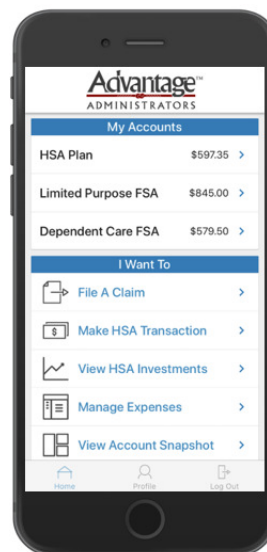 Advantage™
ADMINISTRATORS
My Accounts
HSA Plan $597.35 >
Limited Purpose FSA $845.00 >
Dependent Care FSA $579.50 >
I Want To
File A Claim >
$ Make HSA Transaction >
View HSA Investments >
Manage Expenses >
View Account Snapshot >
Home Profile Log Out